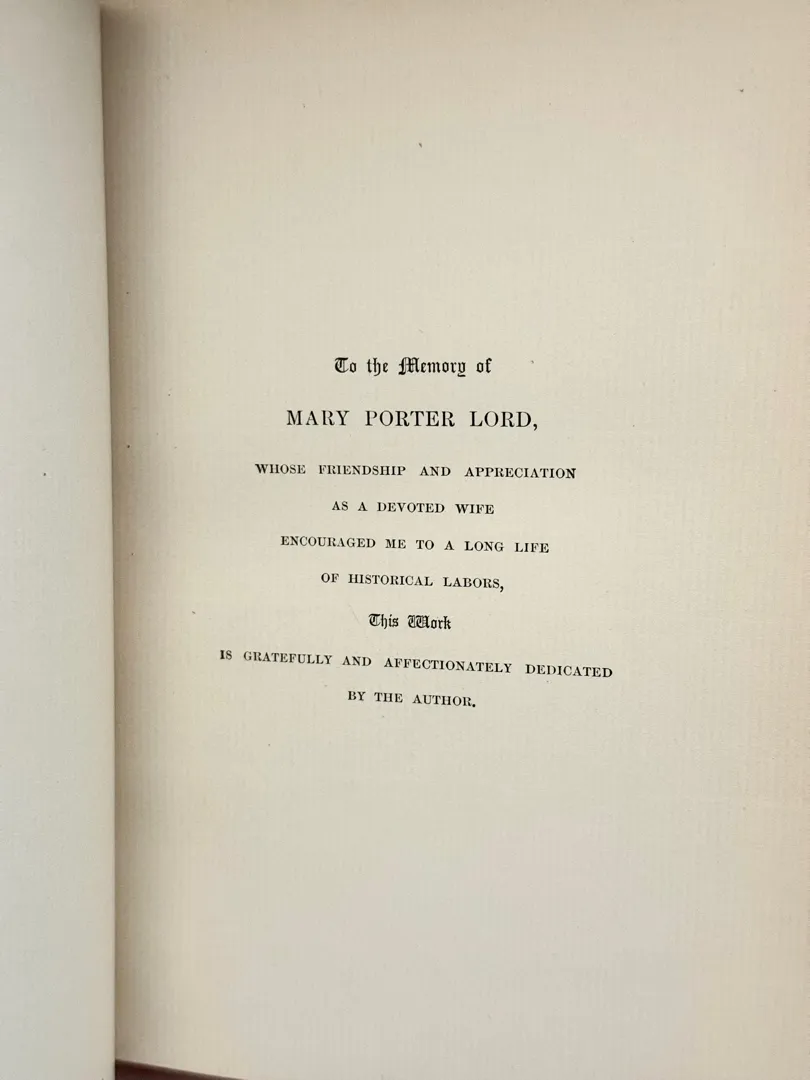 To the Memory of
MARY PORTER LORD,
WHOSE FRIENDSHIP AND APPRECIATION
AS A DEVOTED WIFE
ENCOURAGED ME TO A LONG LIFE
OF HISTORICAL LABORS,
This Work
IS GRATEFULLY AND AFFECTIONATELY DEDICATED
BY THE AUTHOR.